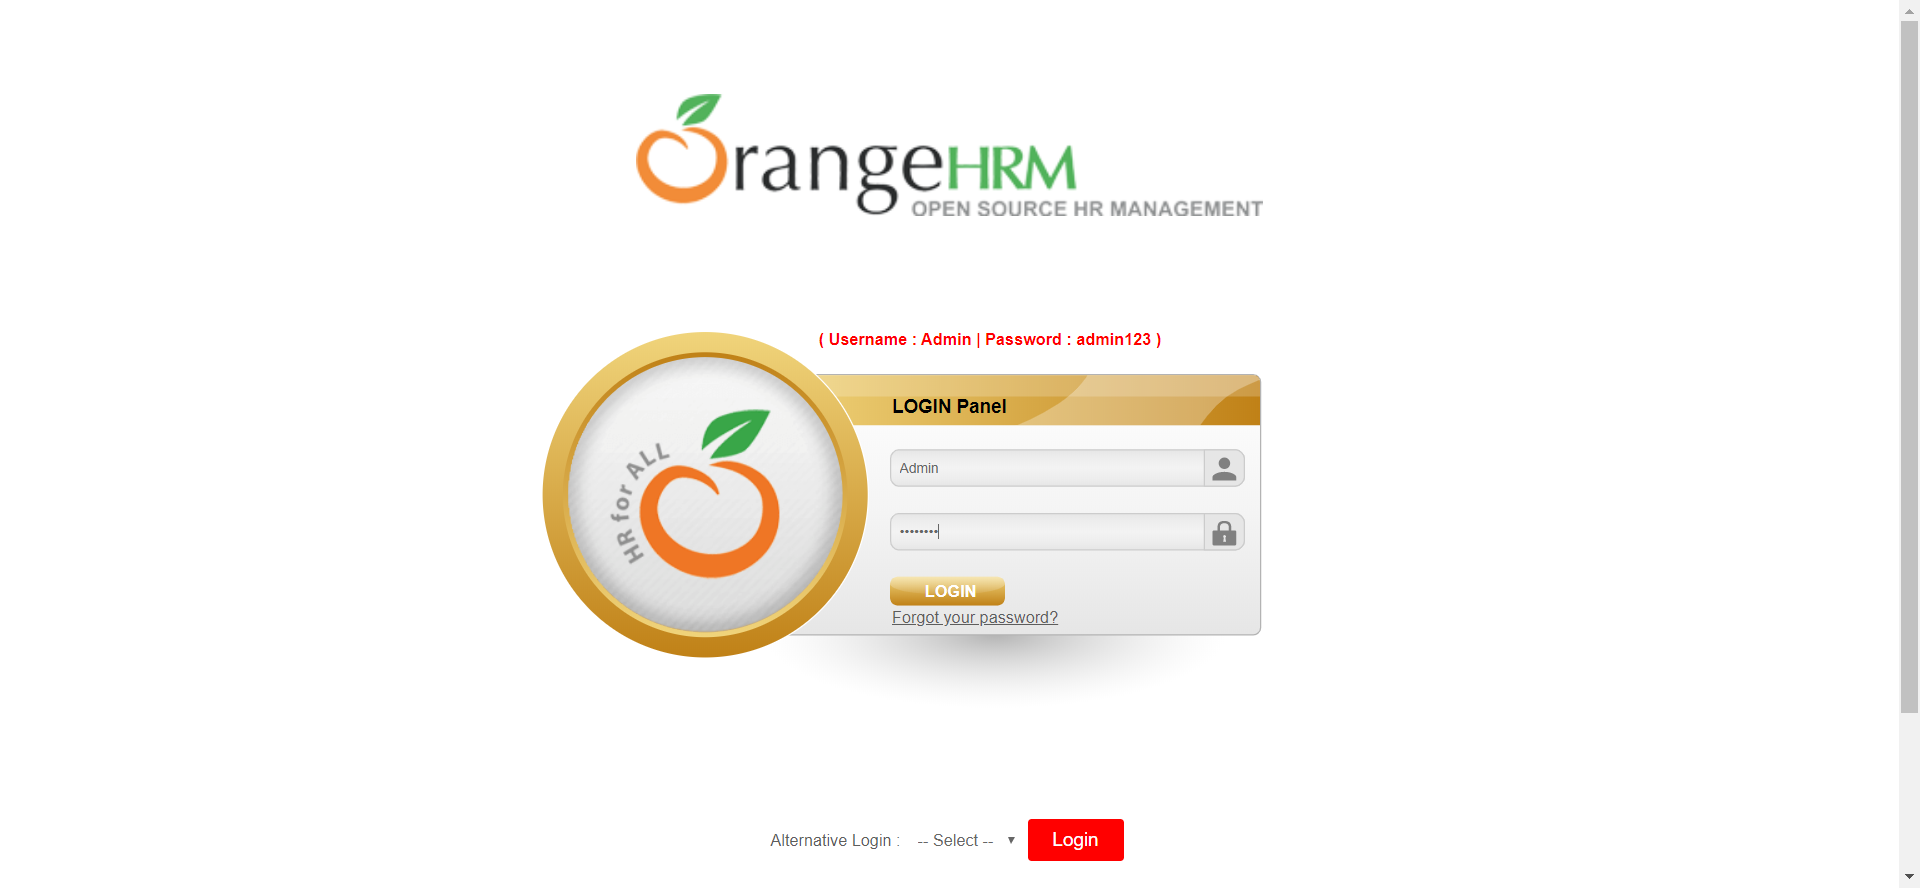 OrangeHRM
OPEN SOURCE HR MANAGEMENT
( Username : Admin | Password : admin123 )
HR for ALL
LOGIN Panel
Admin
••••••••
LOGIN
Forgot your password?
Alternative Login : -- Select -- ▼ Login